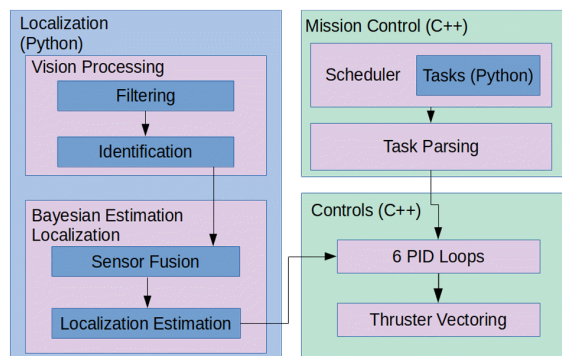 Localization
(Python)
Vision Processing
Filtering
Identification
Bayesian Estimation
Localization
Sensor Fusion
Localization Estimation
Mission Control (C++)
Scheduler
Tasks (Python)
Task Parsing
Controls (C++)
6 PID Loops
Thruster Vectoring